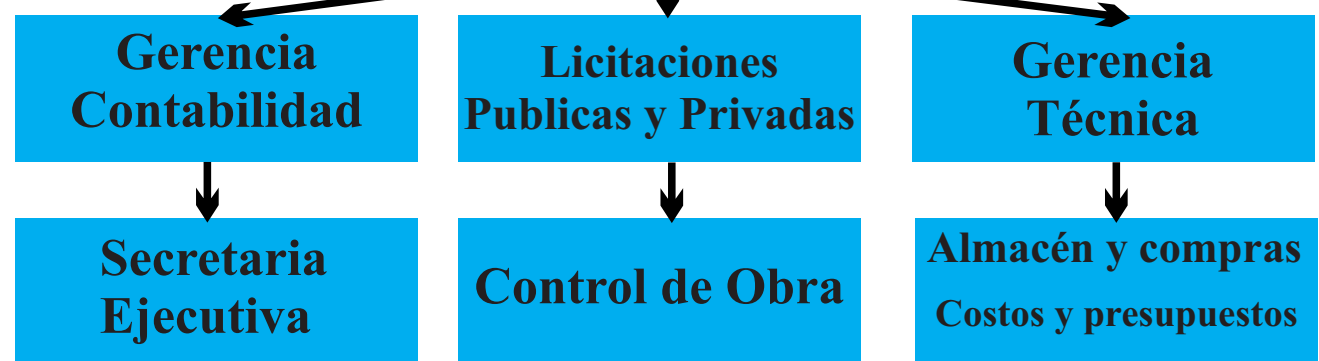 Gerencia
Contabilidad
Licitaciones
Publicas y Privadas
Gerencia
Técnica
Secretaria
Ejecutiva
Control de Obra
Almacén y compras
Costos y presupuestos